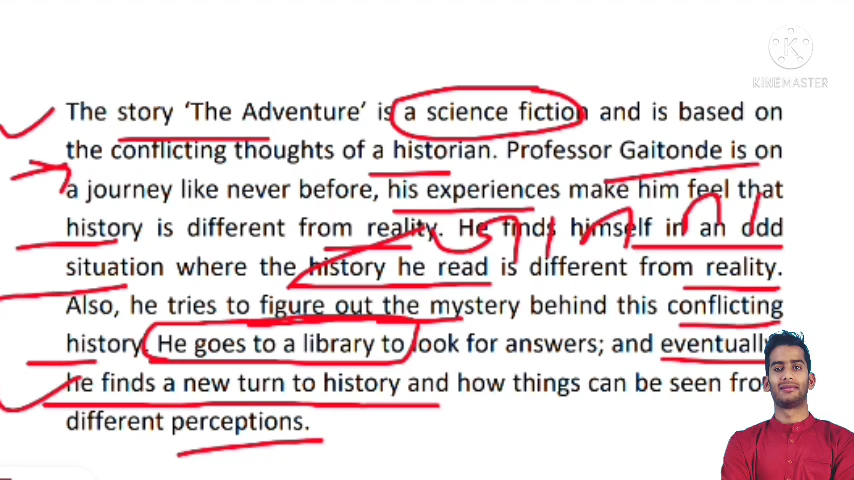 KINEMASTER
The story ‘The Adventure’ is a science fiction and is based on
the conflicting thoughts of a historian. Professor Gaitonde is on
a journey like never before, his experiences make him feel that
history is different from reality. He finds himself in an odd
situation where the history he read is different from reality.
Also, he tries to figure out the mystery behind this conflicting
history. He goes to a library to look for answers; and eventually
he finds a new turn to history and how things can be seen from
different perceptions.